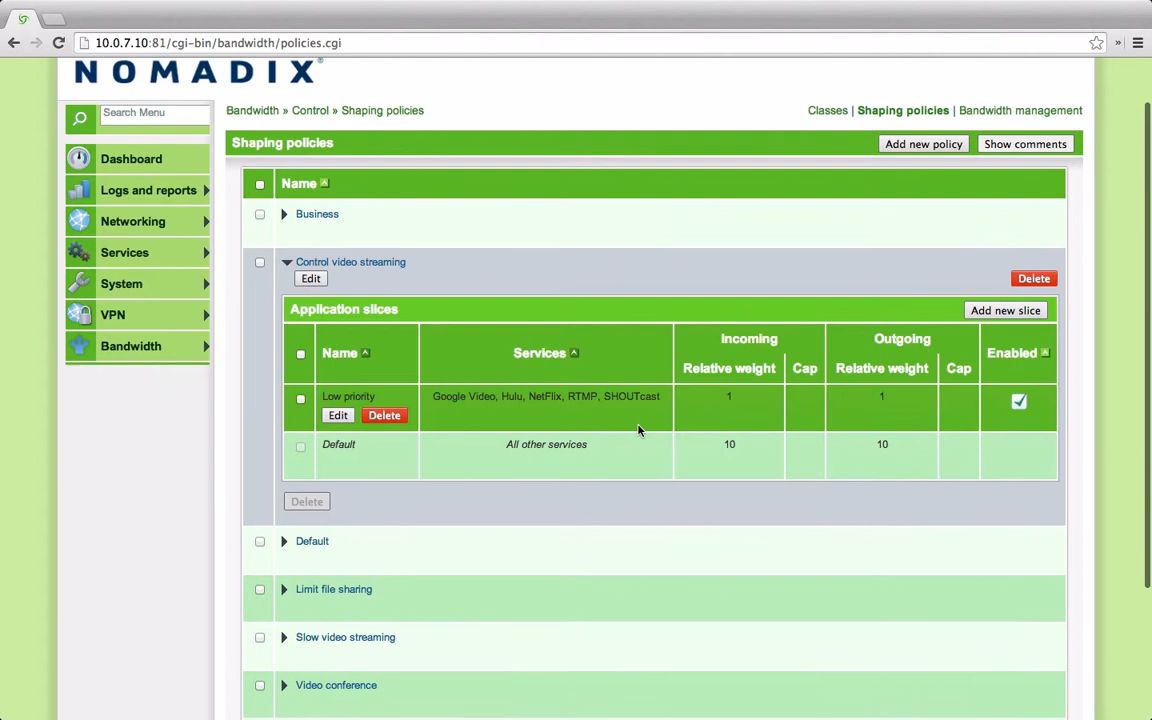 10.0.7.10:81/cgi-bin/bandwidth/policies.cgi
»
NOMADIX®
Search Menu
Dashboard
Logs and reports
Networking
Services
System
VPN
Bandwidth
Bandwidth » Control » Shaping policies
Classes | Shaping policies | Bandwidth management
Shaping policies
Add new policy
Show comments
Name
Business
Control video streaming
Edit
Delete
Application slices
Add new slice
Incoming Outgoing
Name Services Relative weight Cap Relative weight Cap Enabled
Low priority Google Video, Hulu, NetFlix, RTMP, SHOUTcast 1 1
Edit Delete
Default All other services 10 10
Delete
Default
Limit file sharing
Slow video streaming
Video conference